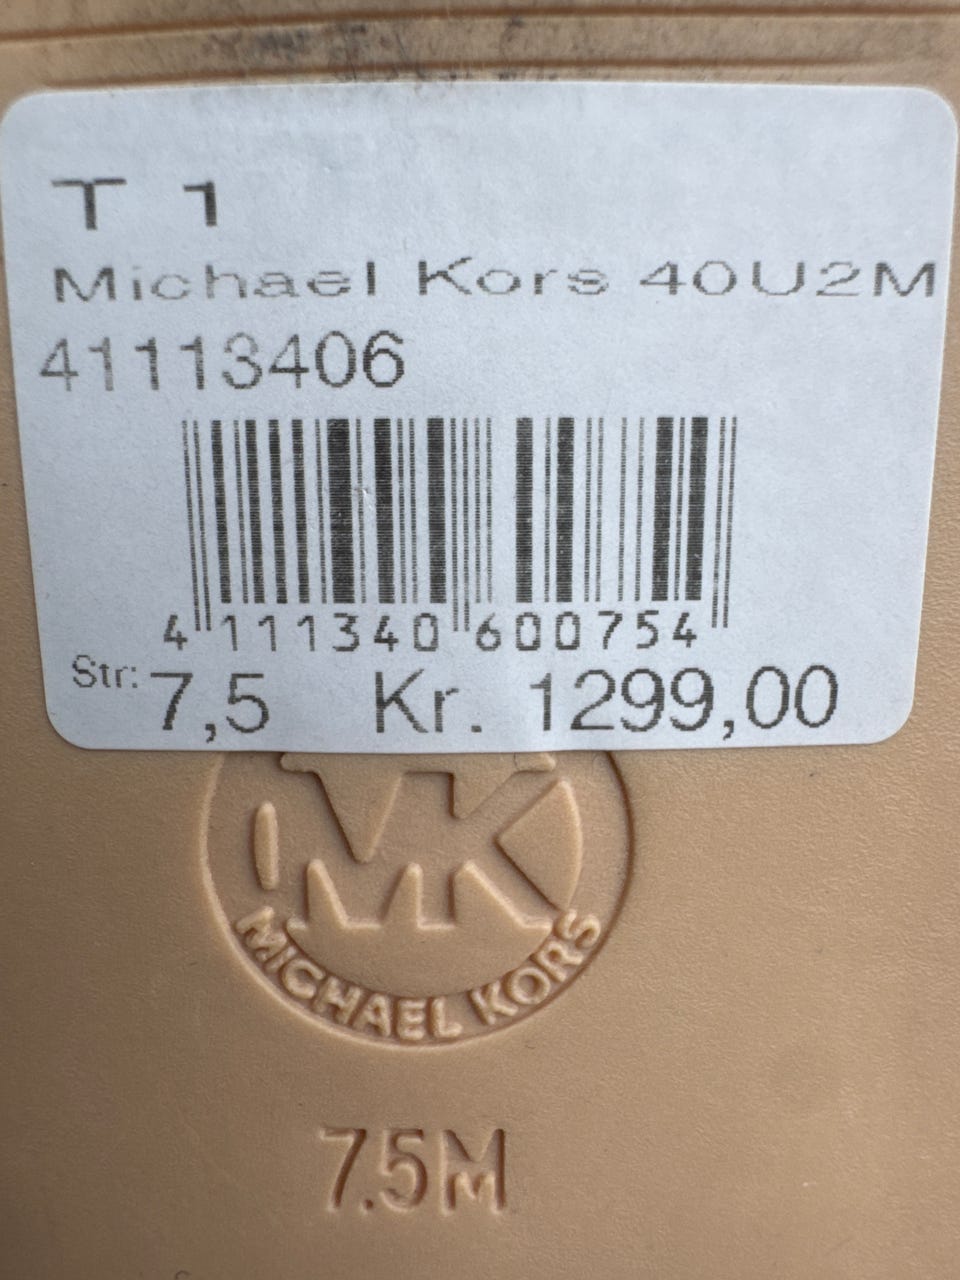 T 1
Michael Kors 40U2M
41113406
4 111340 600754
Str: 7,5 Kr. 1299,00
MK
MICHAEL KORS
7.5M